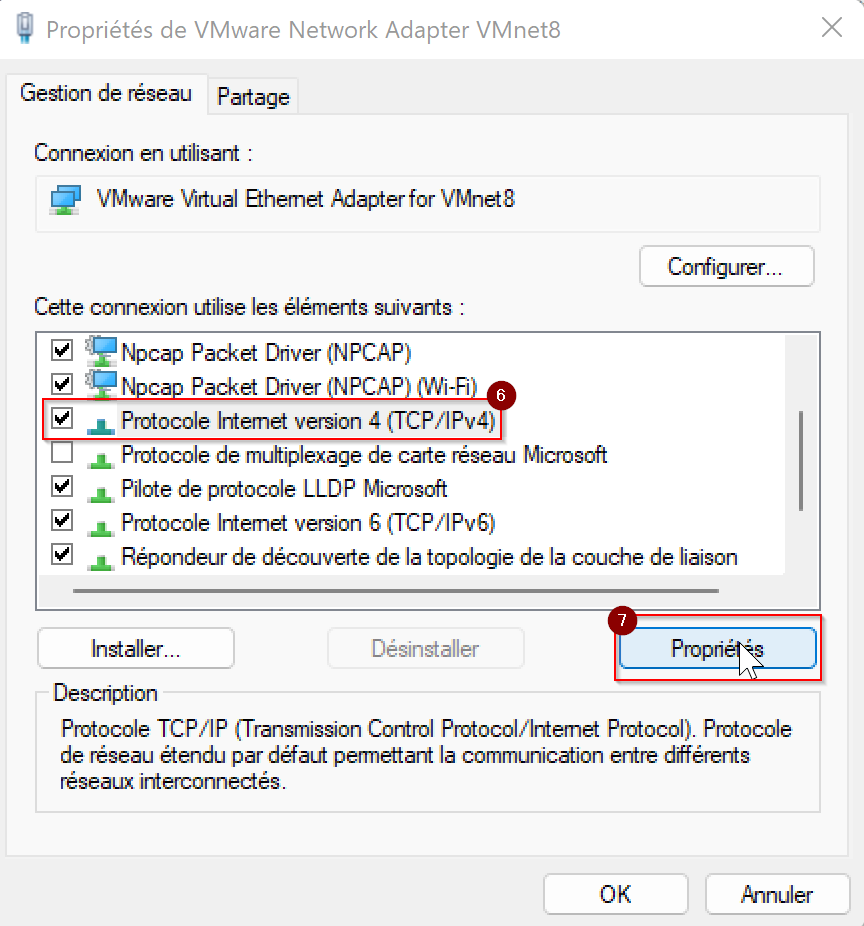 Propriétés de VMware Network Adapter VMnet8
Gestion de réseau
Partage
Connexion en utilisant :
VMware Virtual Ethernet Adapter for VMnet8
Configurer...
Cette connexion utilise les éléments suivants :
Npcap Packet Driver (NPCAP)
Npcap Packet Driver (NPCAP) (Wi-Fi)
6
Protocole Internet version 4 (TCP/IPv4)
Protocole de multiplexage de carte réseau Microsoft
Pilote de protocole LLDP Microsoft
Protocole Internet version 6 (TCP/IPv6)
Répondeur de découverte de la topologie de la couche de liaison
7
Installer...
Désinstaller
Propriétés
Description
Protocole TCP/IP (Transmission Control Protocol/Internet Protocol). Protocole
de réseau étendu par défaut permettant la communication entre différents
réseaux interconnectés.
OK
Annuler